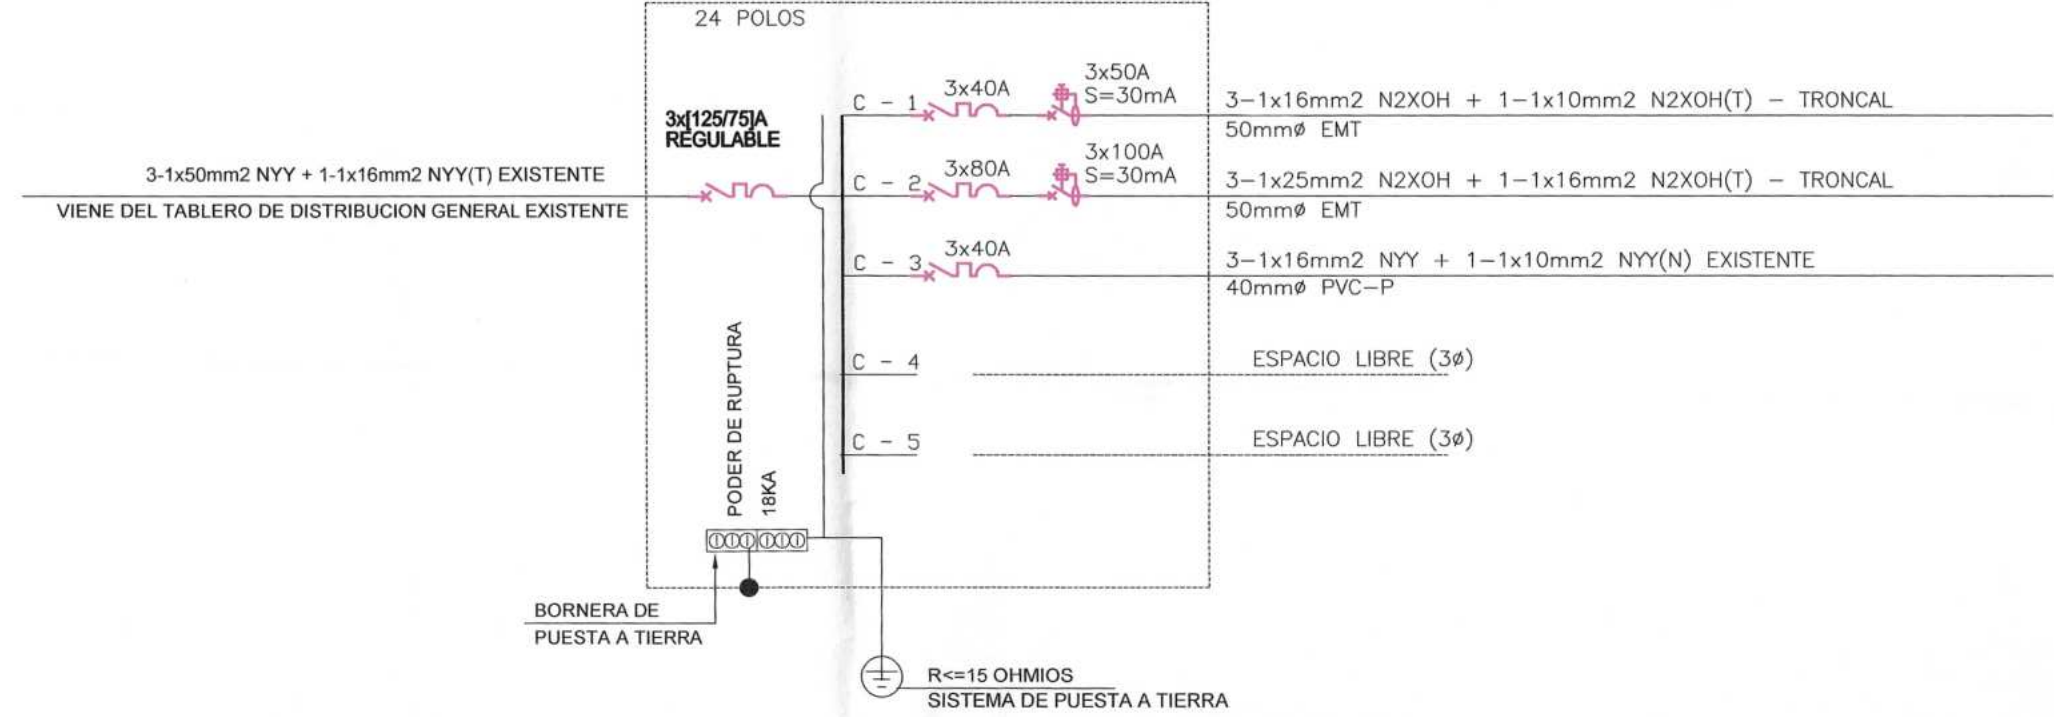 24 POLOS
3x[125/75]A
REGULABLE
3-1x50mm2 NYY + 1-1x16mm2 NYY(T) EXISTENTE
VIENE DEL TABLERO DE DISTRIBUCION GENERAL EXISTENTE
C - 1
3x40A
3x50A
S=30mA
3-1x16mm2 N2XOH + 1-1x10mm2 N2XOH(T) - TRONCAL
50mmø EMT
C - 2
3x80A
3x100A
S=30mA
3-1x25mm2 N2XOH + 1-1x16mm2 N2XOH(T) - TRONCAL
50mmø EMT
C - 3
3x40A
3-1x16mm2 NYY + 1-1x10mm2 NYY(N) EXISTENTE
40mmø PVC-P
C - 4
ESPACIO LIBRE (3ø)
C - 5
ESPACIO LIBRE (3ø)
PODER DE RUPTURA
18KA
BORNERA DE
PUESTA A TIERRA
R<=15 OHMIOS
SISTEMA DE PUESTA A TIERRA